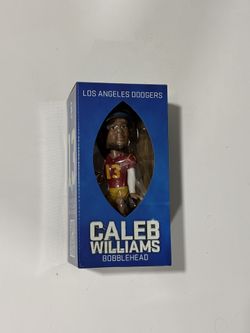 LOS ANGELES DODGERS
13
CALEB
WILLIAMS
BOBBLEHEAD